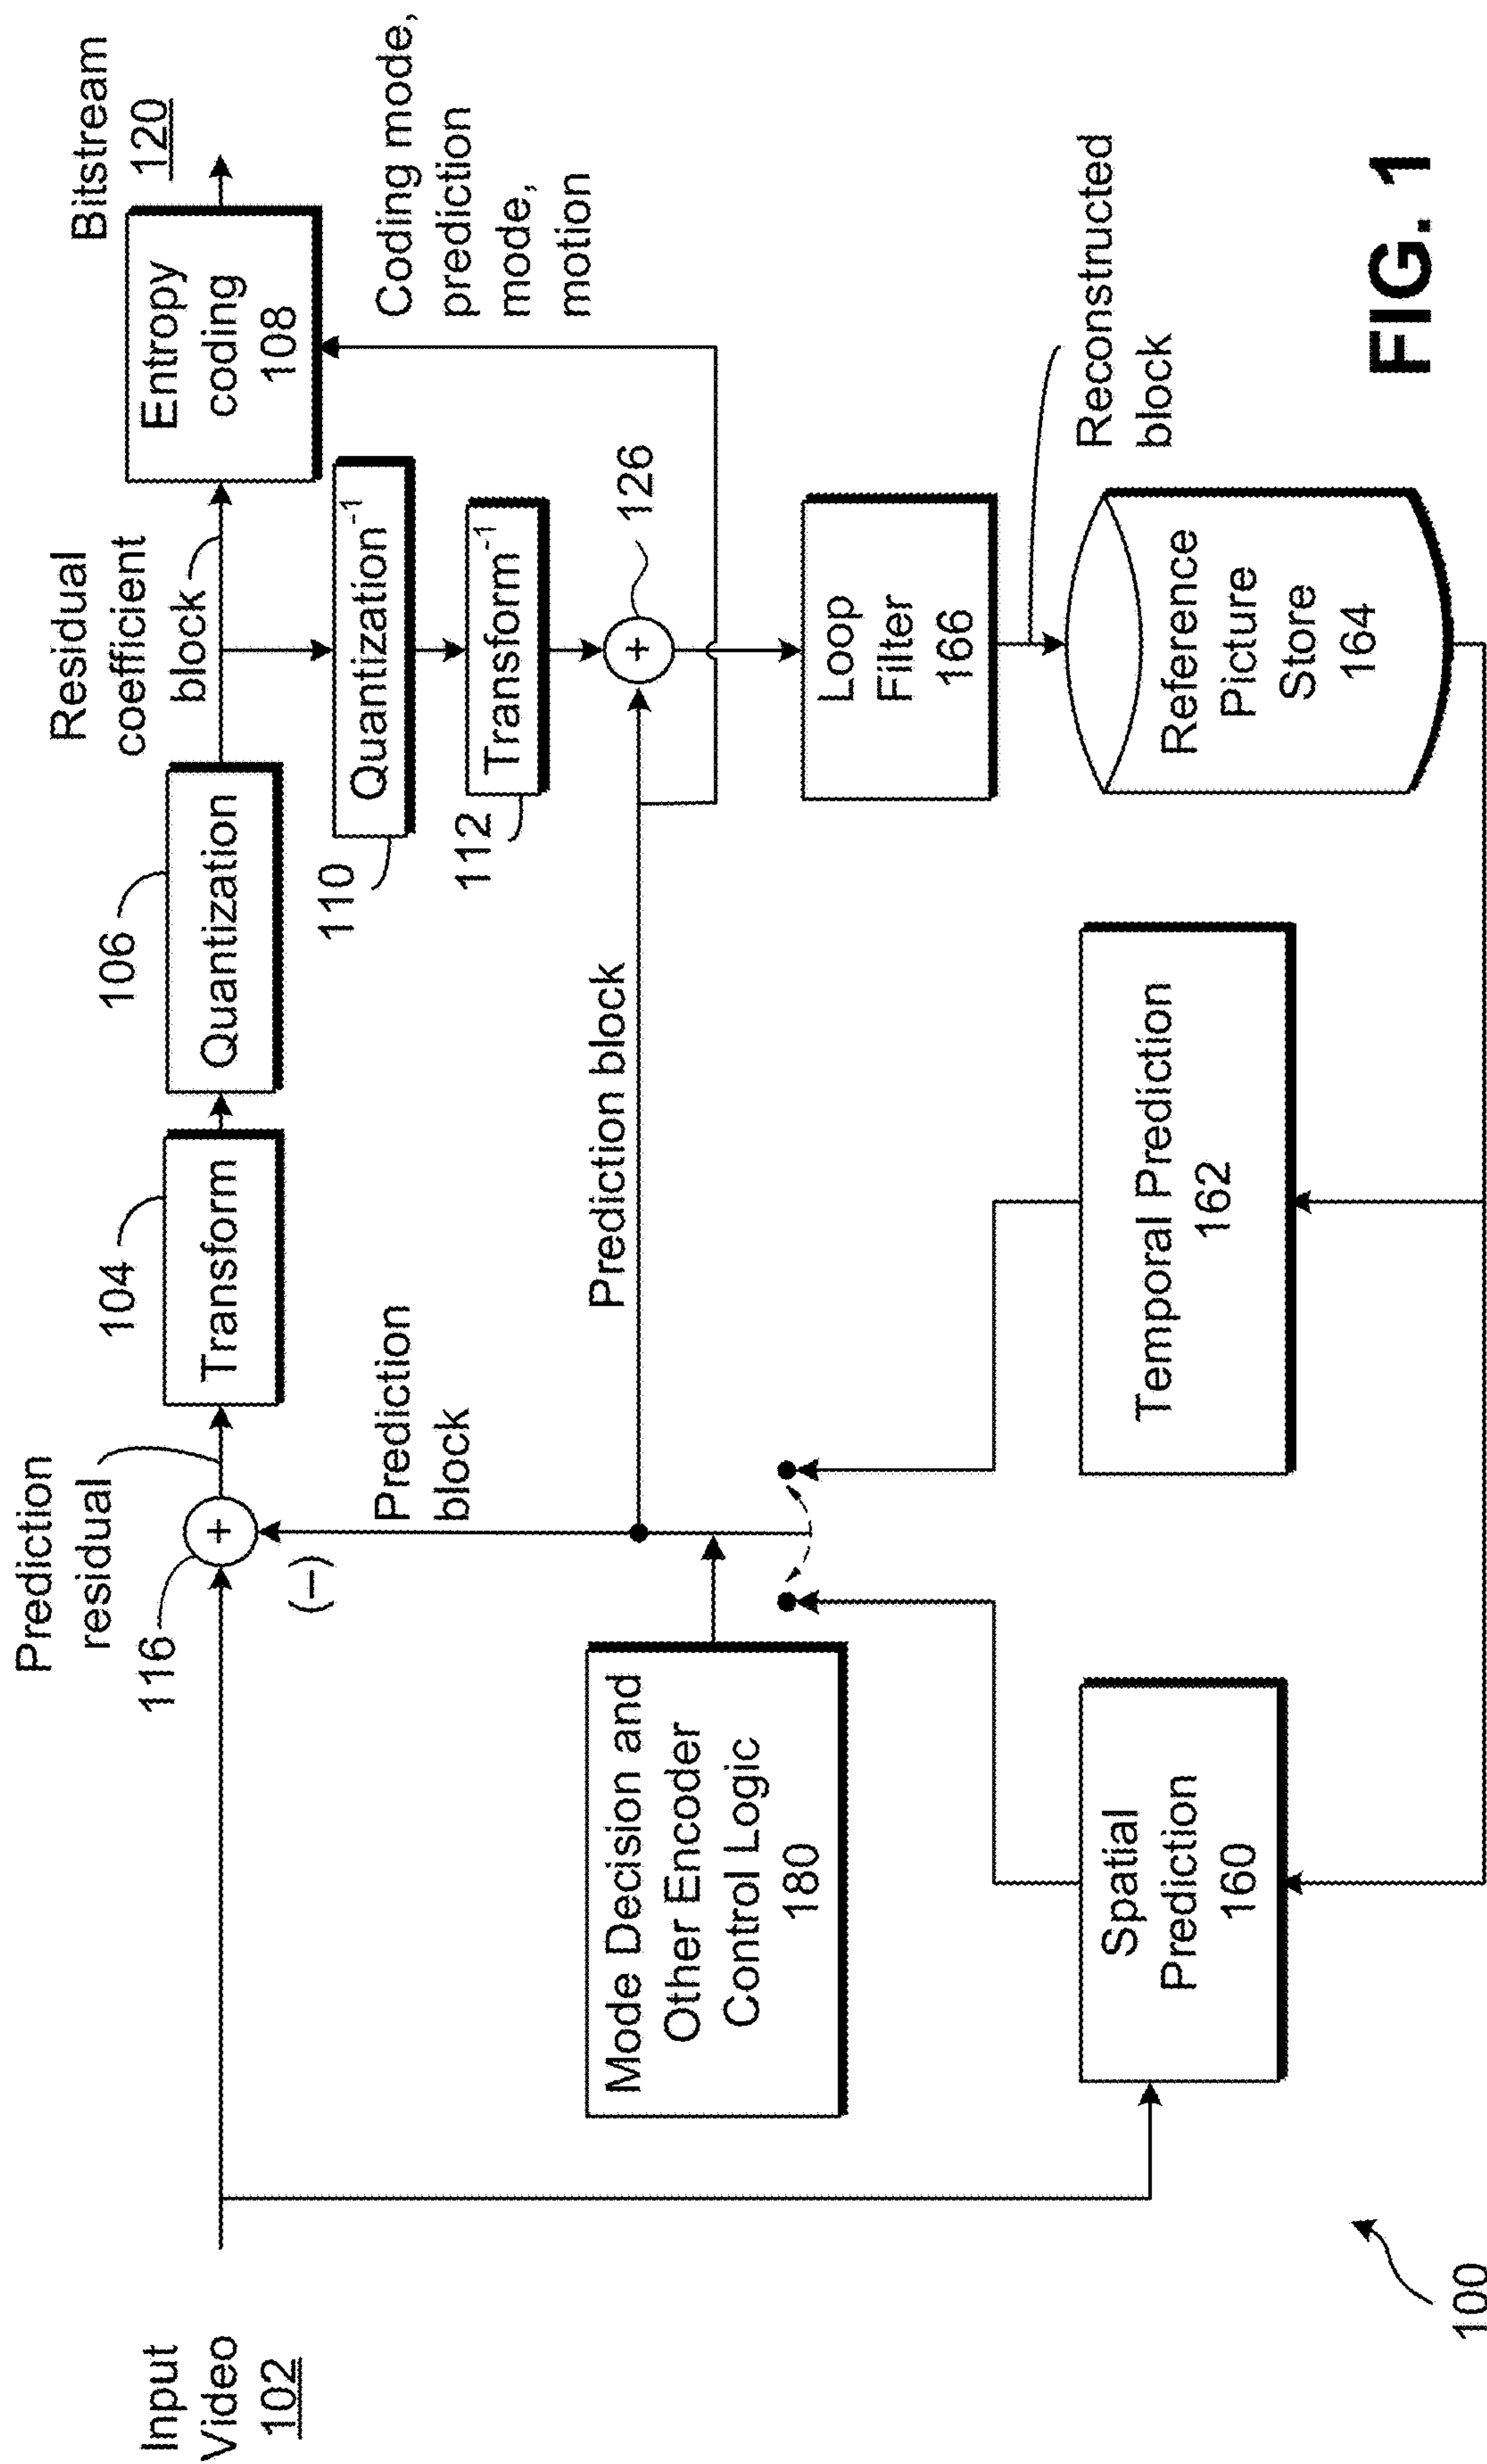 Input
Video
102
Prediction
residual
116
(–)
Prediction
block
104
Transform
106
Quantization
Residual
coefficient
block
Entropy
coding
108
Bitstream
120
Coding mode,
prediction
mode,
motion
110
Quantization-1
112
Transform-1
+
+
126
Prediction block
Mode Decision and
Other Encoder
Control Logic
180
Spatial
Prediction
160
Temporal Prediction
162
Loop
Filter
166
Reconstructed
block
Reference
Picture
Store
164
100
FIG. 1